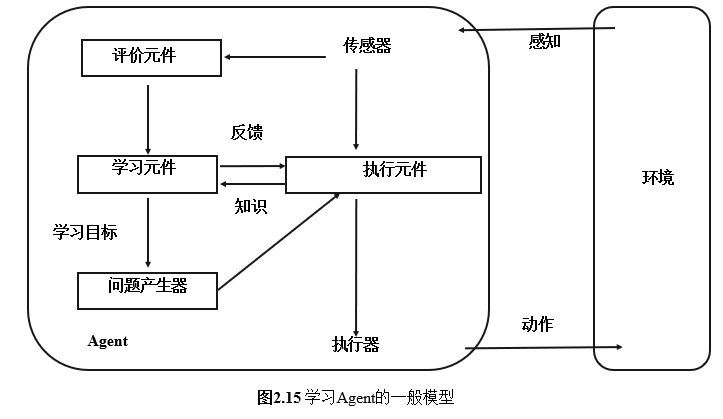 评价元件
传感器
感知
反馈
学习元件
执行元件
环境
知识
学习目标
问题产生器
动作
Agent
执行器
图2.15 学习Agent的一般模型